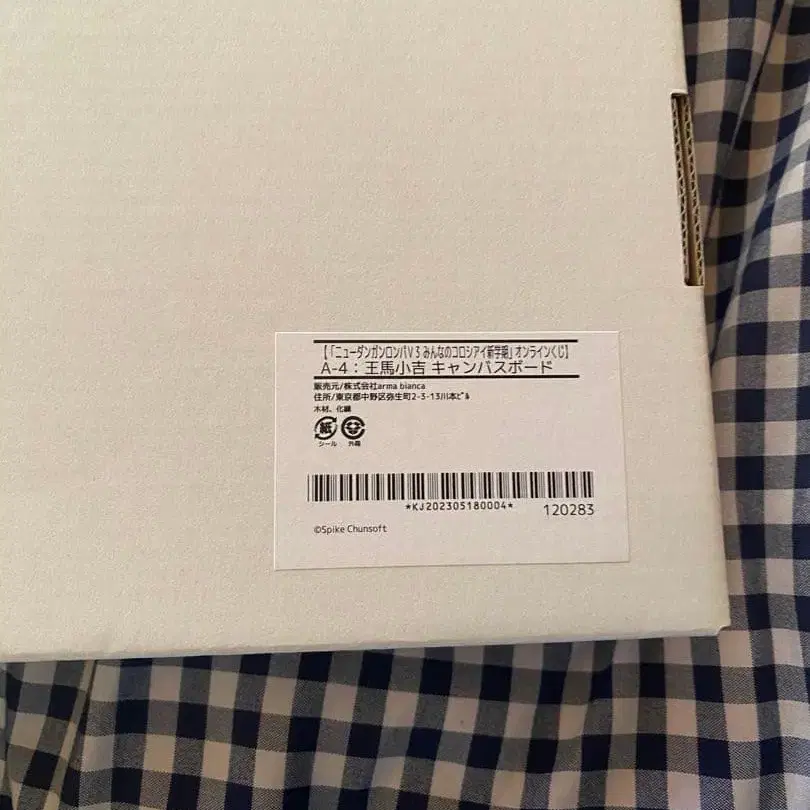 【「ニューダンガンロンパV3 みんなのコロシアイ新学期」オンラインくじ】
A-4：王馬小吉 キャンバスボード
販売元/株式会社arma bianca
住所/東京都中野区弥生町2-3-13川本ﾋﾞﾙ
木材、化繊
紙
シール 外箱
*KJ202305180004*
120283
©Spike Chunsoft